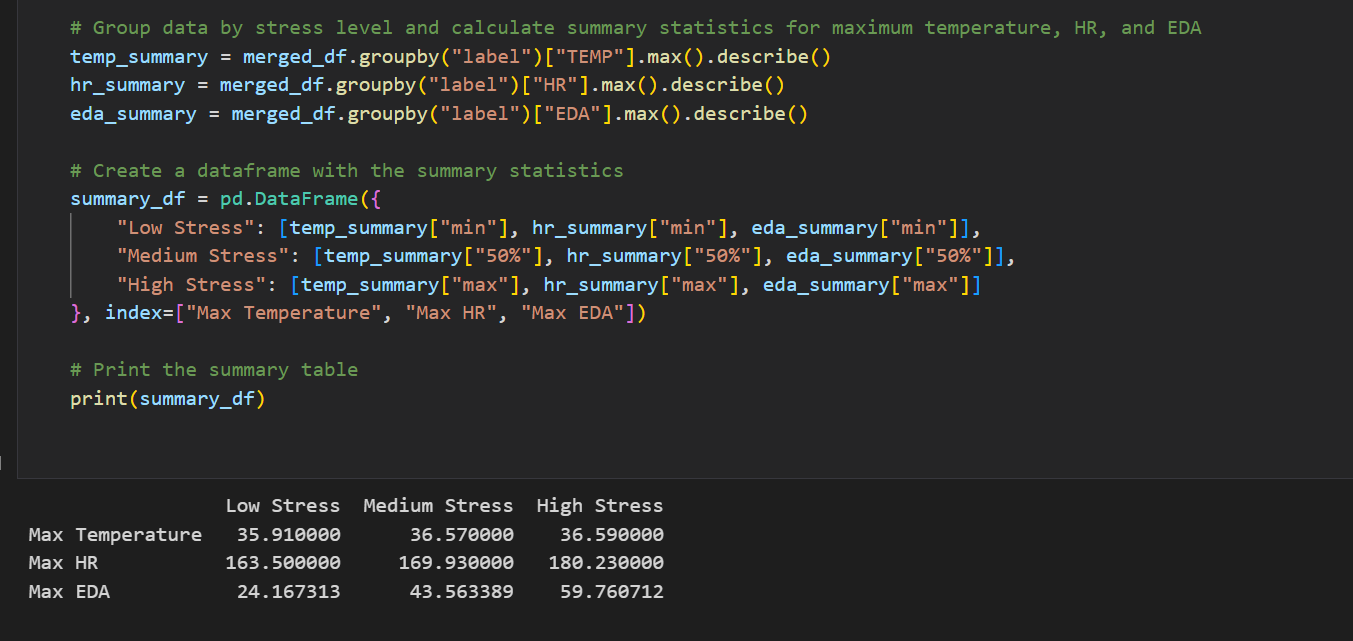 # Group data by stress level and calculate summary statistics for maximum temperature, HR, and EDA
temp_summary = merged_df.groupby("label")["TEMP"].max().describe()
hr_summary = merged_df.groupby("label")["HR"].max().describe()
eda_summary = merged_df.groupby("label")["EDA"].max().describe()
# Create a dataframe with the summary statistics
summary_df = pd.DataFrame({
    "Low Stress": [temp_summary["min"], hr_summary["min"], eda_summary["min"]],
    "Medium Stress": [temp_summary["50%"], hr_summary["50%"], eda_summary["50%"]],
    "High Stress": [temp_summary["max"], hr_summary["max"], eda_summary["max"]]
}, index=["Max Temperature", "Max HR", "Max EDA"])
# Print the summary table
print(summary_df)
Low Stress  Medium Stress  High Stress
Max Temperature   35.910000      36.570000    36.590000
Max HR           163.500000     169.930000   180.230000
Max EDA           24.167313      43.563389    59.760712